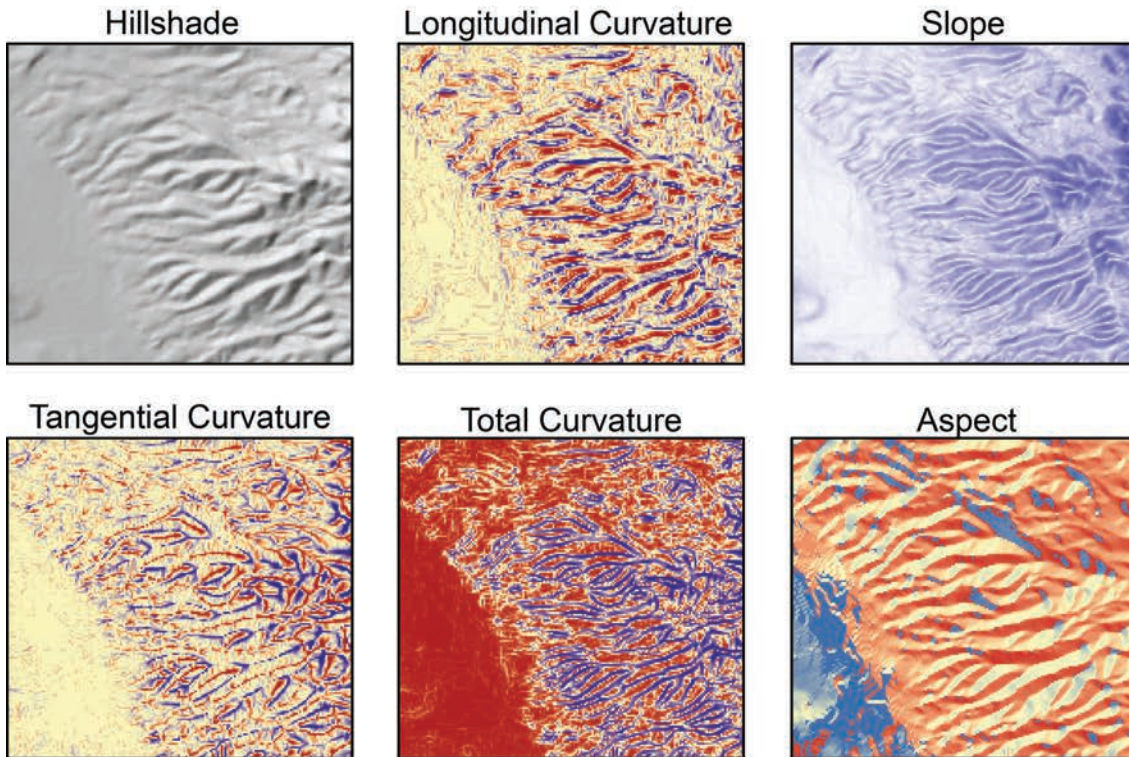 Hillshade
Longitudinal Curvature
Slope
Tangential Curvature
Total Curvature
Aspect